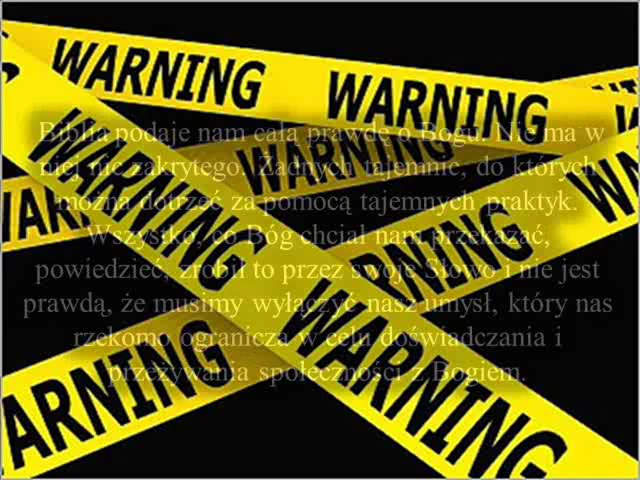 WARNING WARNING
Biblia podaje nam całą prawdę o Bogu. Nie ma w
niej nic zakrytego. Żadnych tajemnic, do których
można dotrzeć za pomocą tajemnych praktyk.
Wszystko, co Bóg chciał nam przekazać,
powiedzieć, zrobił to przez swoje Słowo i nie jest
prawdą, że musimy wyłączyć nasz umysł, który nas
rzekomo ogranicza w celu doświadczania i
przeżywania społeczności z Bogiem.
WARNING
WARNING
WARNING
ARNING